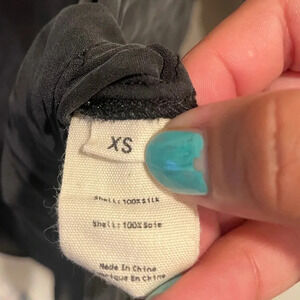 XS
Shell: 100% Silk
Shell: 100% Soie
Made In China